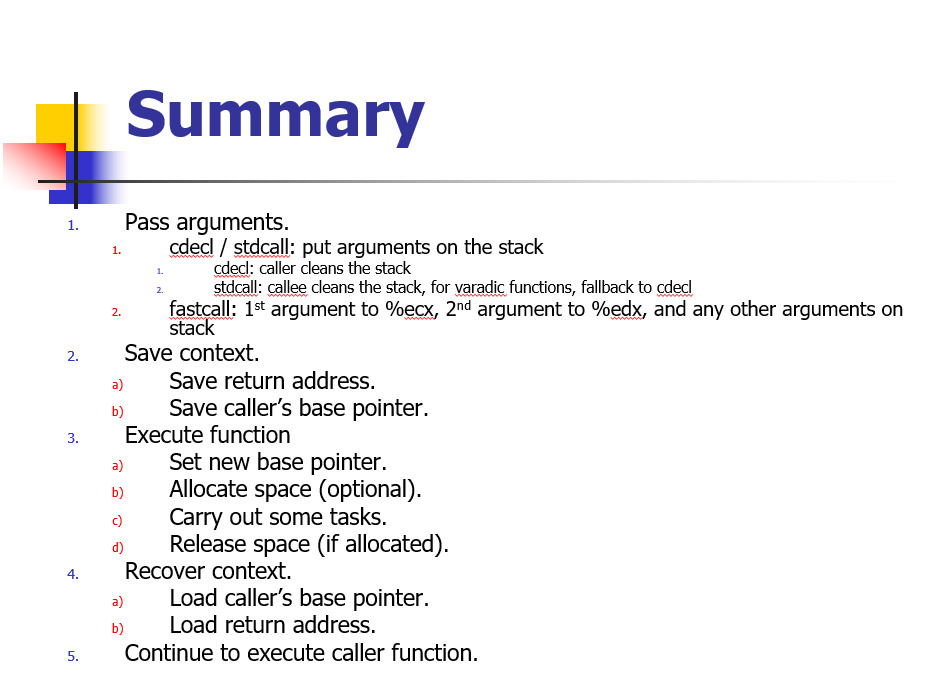 Summary
1. Pass arguments.
1. cdecl / stdcall: put arguments on the stack
1. cdecl: caller cleans the stack
2. stdcall: callee cleans the stack, for varadic functions, fallback to cdecl
2. fastcall: 1st argument to %ecx, 2nd argument to %edx, and any other arguments on
stack
2. Save context.
a) Save return address.
b) Save caller’s base pointer.
3. Execute function
a) Set new base pointer.
b) Allocate space (optional).
c) Carry out some tasks.
d) Release space (if allocated).
4. Recover context.
a) Load caller’s base pointer.
b) Load return address.
5. Continue to execute caller function.